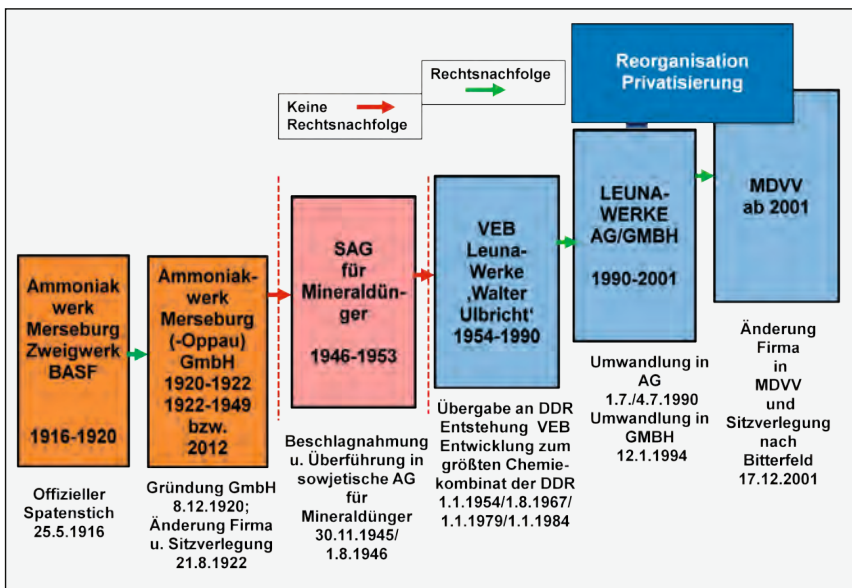 Reorganisation
Privatisierung
Rechtsnachfolge
Keine
Rechtsnachfolge
Ammoniak
werk
Merseburg
Zweigwerk
BASF
1916-1920
Offizieller
Spatenstich
25.5.1916
Ammoniak-
werk
Merseburg
(-Oppau)
GmbH
1920-1922
1922-1949
bzw.
2012
Gründung GmbH
8.12.1920;
Änderung Firma
u. Sitzverlegung
21.8.1922
SAG
für
Mineraldün-
ger
1946-1953
Beschlagnahmung
u. Überführung in
sowjetische AG
für
Mineraldünger
30.11.1945/
1.8.1946
VEB
Leuna-
Werke
‚Walter
Ulbricht‘
1954-1990
Übergabe an DDR
Entstehung VEB
Entwicklung zum
größten Chemie-
kombinat der DDR
1.1.1954/1.8.1967/
1.1.1979/1.1.1984
LEUNA-
WERKE
AG/GMBH
1990-2001
Umwandlung in
AG
1.7./4.7.1990
Umwandlung in
GMBH
12.1.1994
MDVV
ab 2001
Änderung
Firma
in
MDVV
und
Sitzverlegung
nach
Bitterfeld
17.12.2001